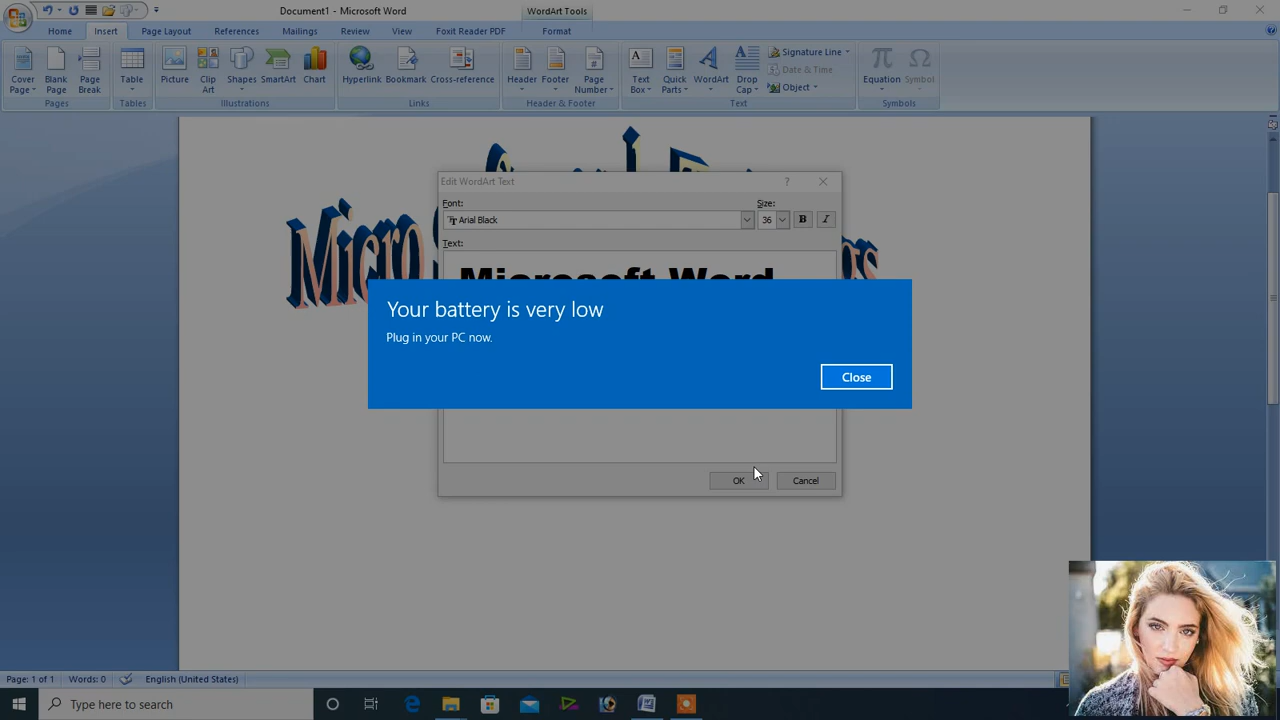 Document1 - Microsoft Word
WordArt Tools
Home Insert Page Layout References Mailings Review View Foxit Reader PDF Format
Cover Page Blank Page Page Break Table Picture Clip Art Shapes SmartArt Chart Hyperlink Bookmark Cross-reference Header Footer Page Number Text Box Quick Parts WordArt Drop Cap Signature Line Date & Time Object Equation Symbol
Pages Tables Illustrations Links Header & Footer Text Symbols
Edit WordArt Text
?
Font: Size:
Arial Black 36 B I
Text:
Microsoft Word
Micro
Your battery is very low
Plug in your PC now.
Close
OK Cancel
Page: 1 of 1 Words: 0 English (United States)
Type here to search